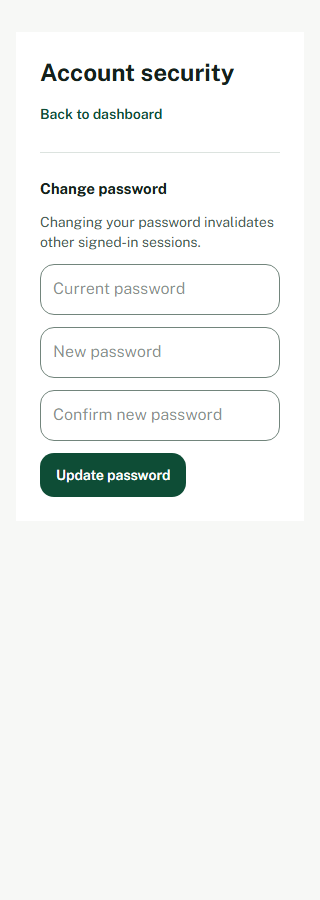 Account security
Back to dashboard
Change password
Changing your password invalidates
other signed-in sessions.
Current password
New password
Confirm new password
Update password